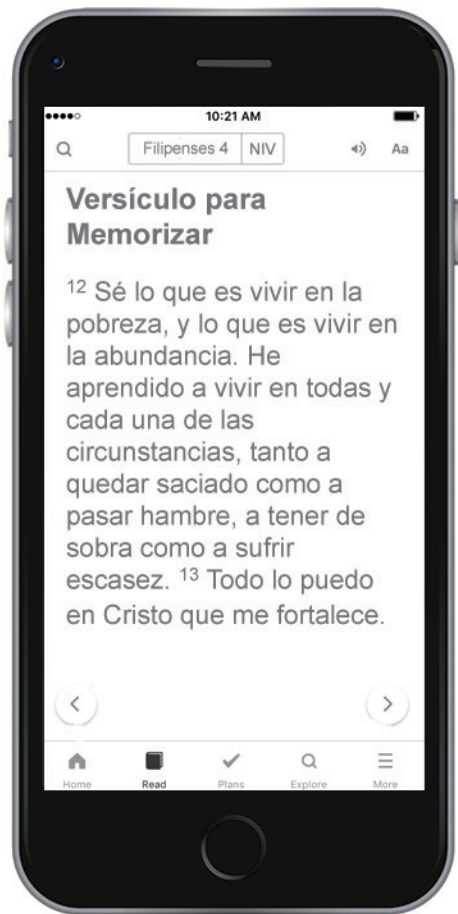 10:21 AM
Filipenses 4 NIV Aa
Versículo para
Memorizar
12 Sé lo que es vivir en la
pobreza, y lo que es vivir en
la abundancia. He
aprendido a vivir en todas y
cada una de las
circunstancias, tanto a
quedar saciado como a
pasar hambre, a tener de
sobra como a sufrir
escasez. 13 Todo lo puedo
en Cristo que me fortalece.
Home Read Plans Explore More